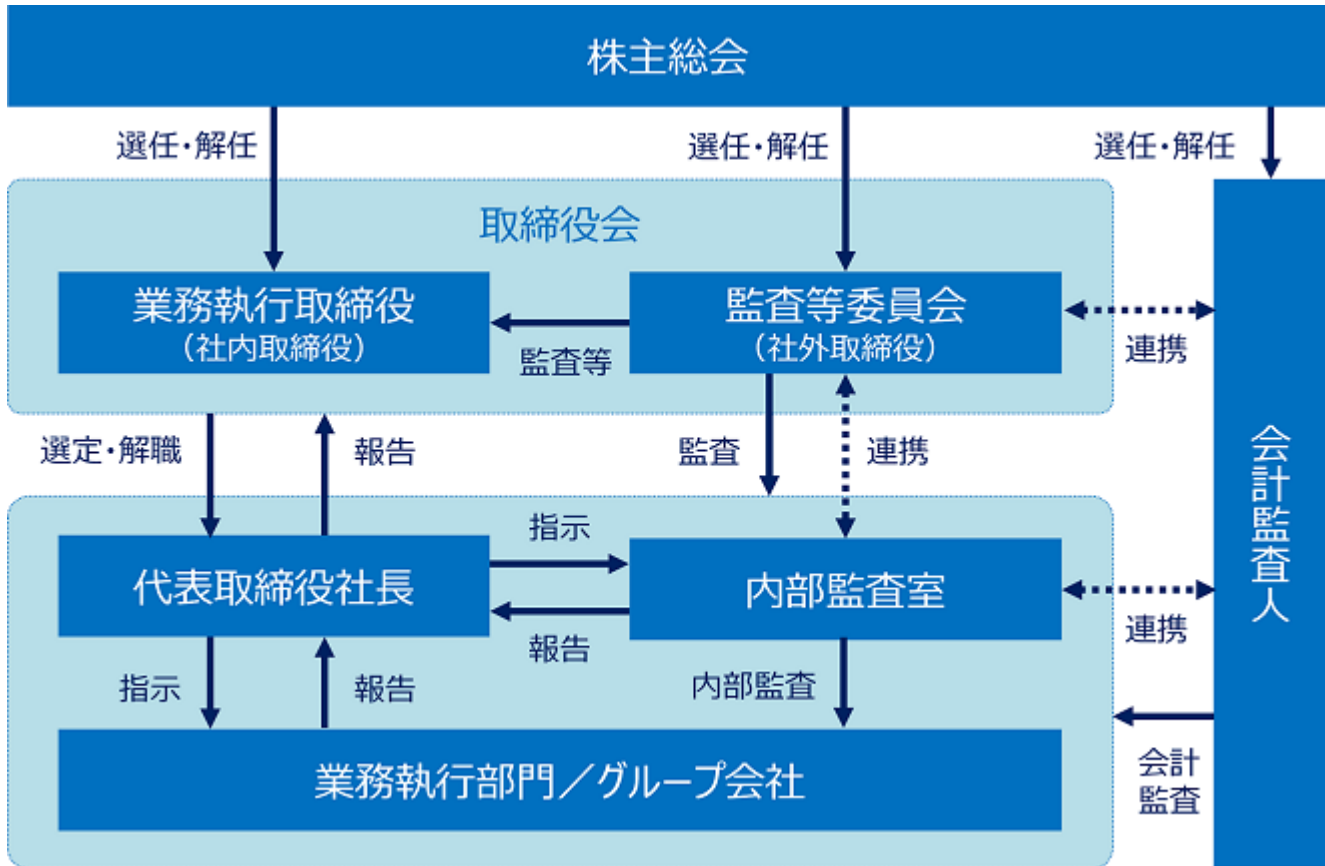 株主総会
選任・解任
選任・解任
選任・解任
取締役会
業務執行取締役
（社内取締役）
監査等
監査等委員会
（社外取締役）
連携
選定・解職
報告
監査
連携
会計監査人
代表取締役社長
指示
報告
内部監査室
連携
指示
報告
内部監査
業務執行部門／グループ会社
会計
監査